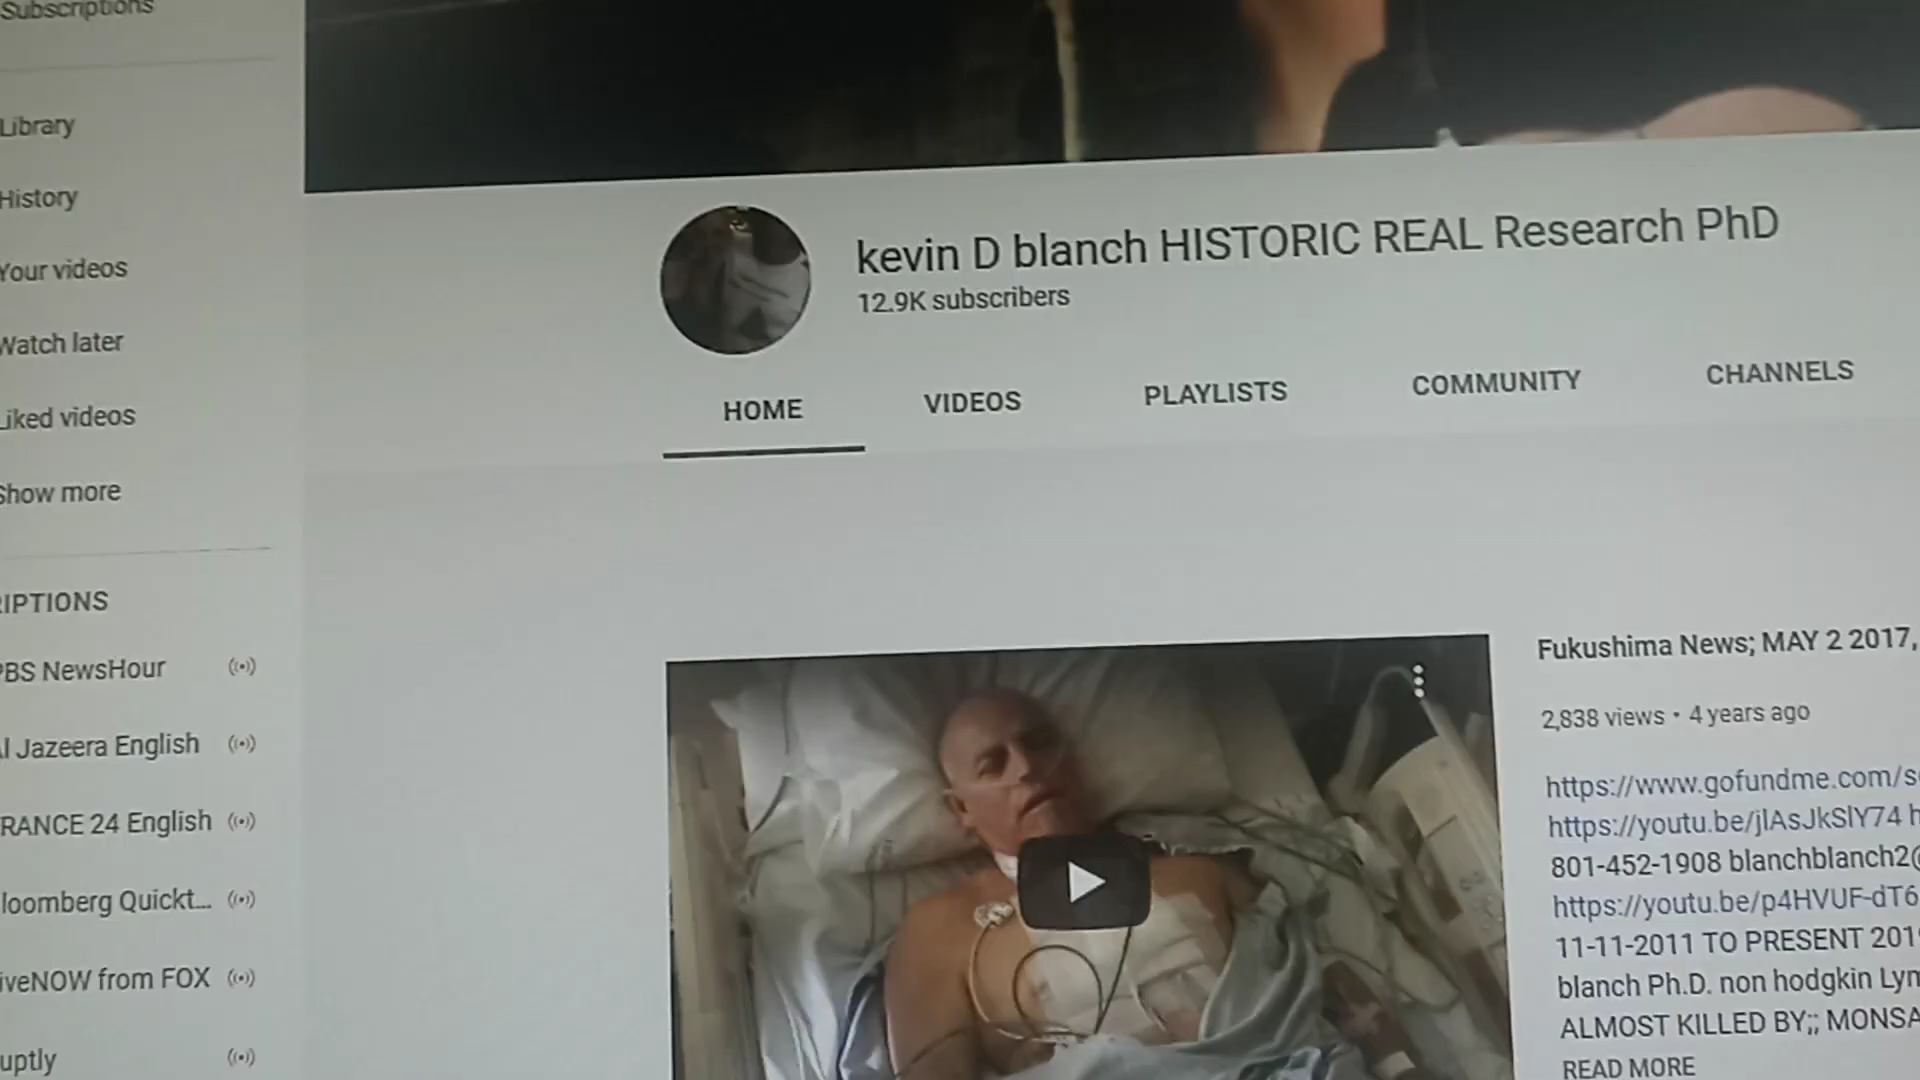 Subscriptions
Library
History
Your videos
Watch later
Liked videos
Show more
RIPTIONS
PBS NewsHour
Al Jazeera English
FRANCE 24 English
loomberg Quickt...
iveNOW from FOX
uptly
kevin D blanch HISTORIC REAL Research PhD
12.9K subscribers
HOME VIDEOS PLAYLISTS COMMUNITY CHANNELS
Fukushima News; MAY 2 2017,
2,838 views • 4 years ago
https://www.gofundme.com/s
https://youtu.be/jlAsJkSlY74 h
801-452-1908 blanchblanch2@
https://youtu.be/p4HVUF-dT6
11-11-2011 TO PRESENT 201
blanch Ph.D. non hodgkin Lym
ALMOST KILLED BY;; MONSA
READ MORE